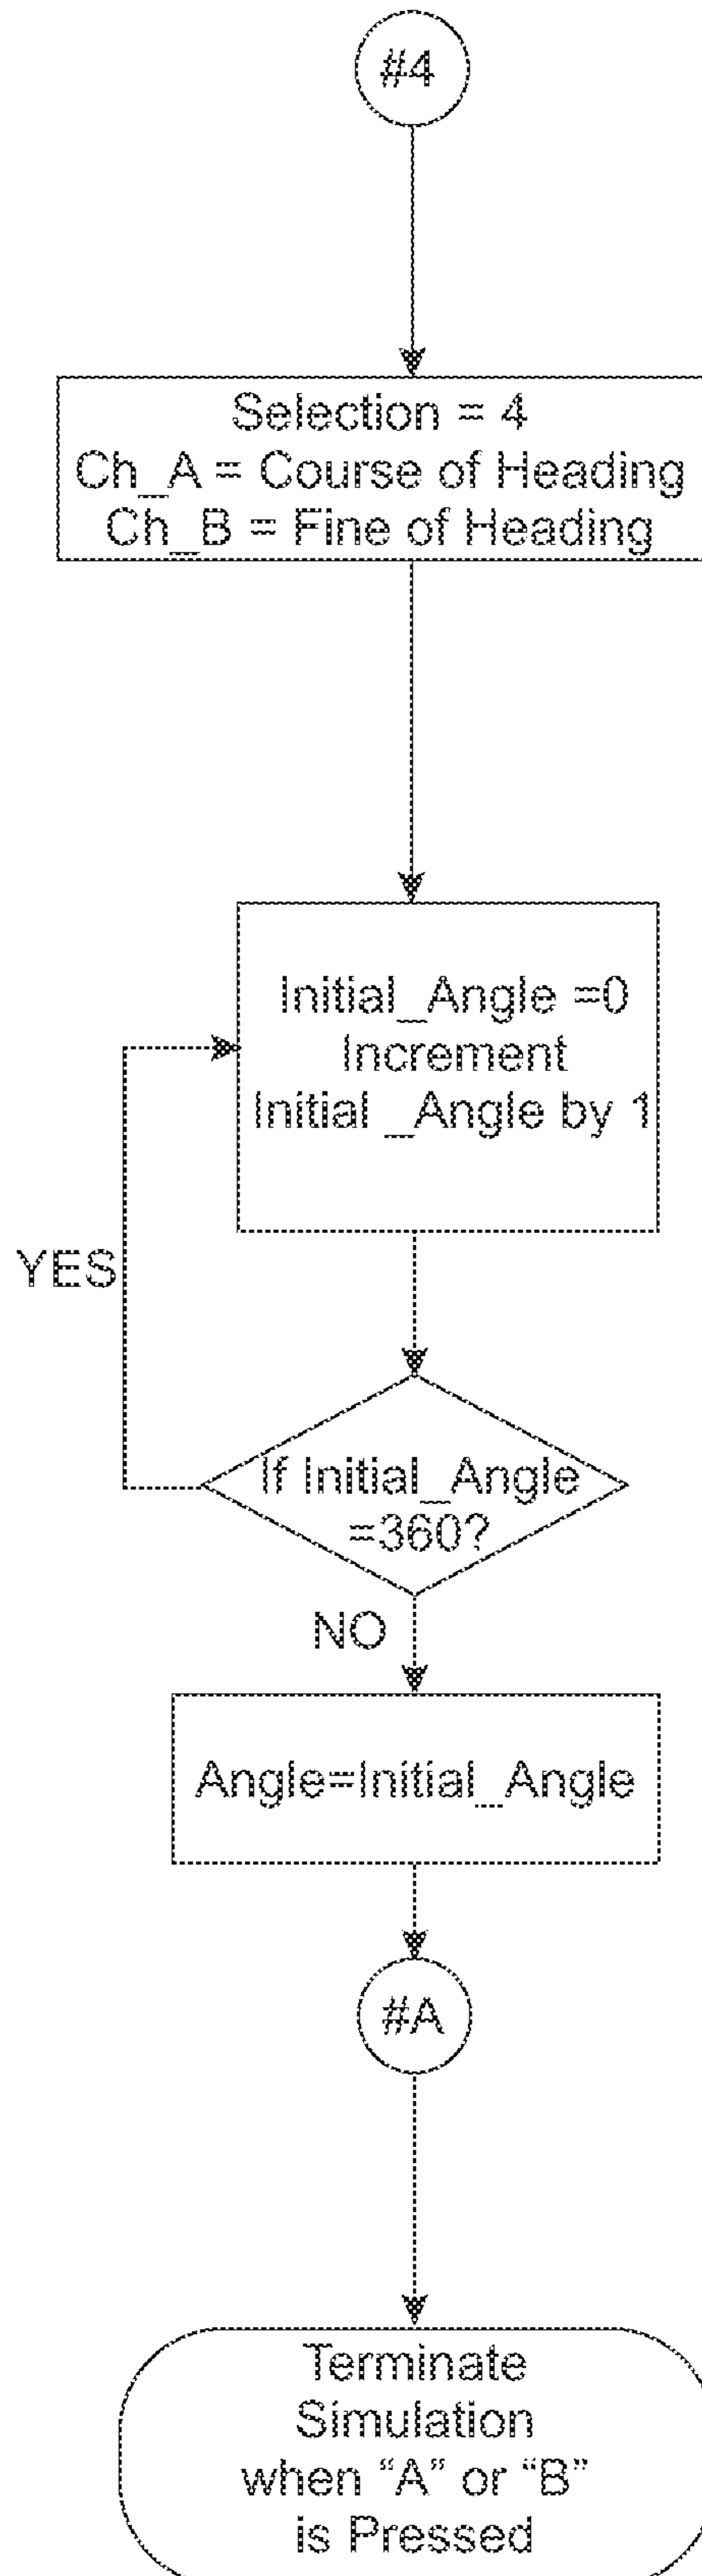 #4
Selection = 4
Ch_A = Course of Heading
Ch_B = Fine of Heading
Initial_Angle =0
Increment
Initial _Angle by 1
YES
If Initial_Angle
=360?
NO
Angle=Initial_Angle
#A
Terminate
Simulation
when “A” or “B”
is Pressed